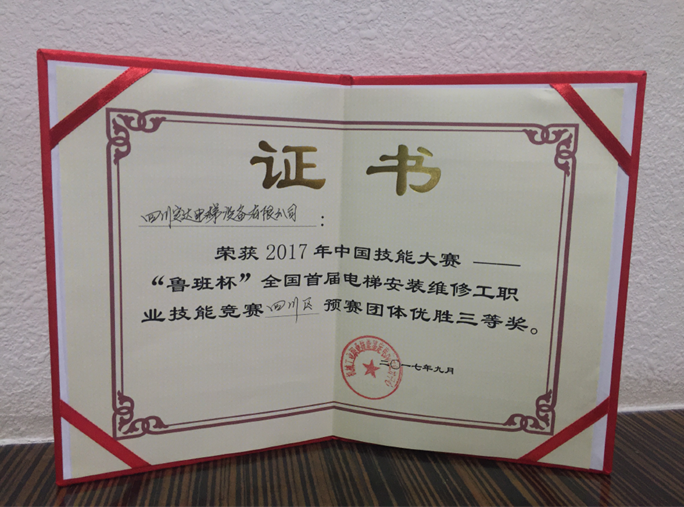 证书
四川宏达电梯设备有限公司：
荣获2017年中国技能大赛——
“鲁班杯”全国首届电梯安装维修工职
业技能竞赛四川区预赛团体优胜三等奖。
二〇一七年九月